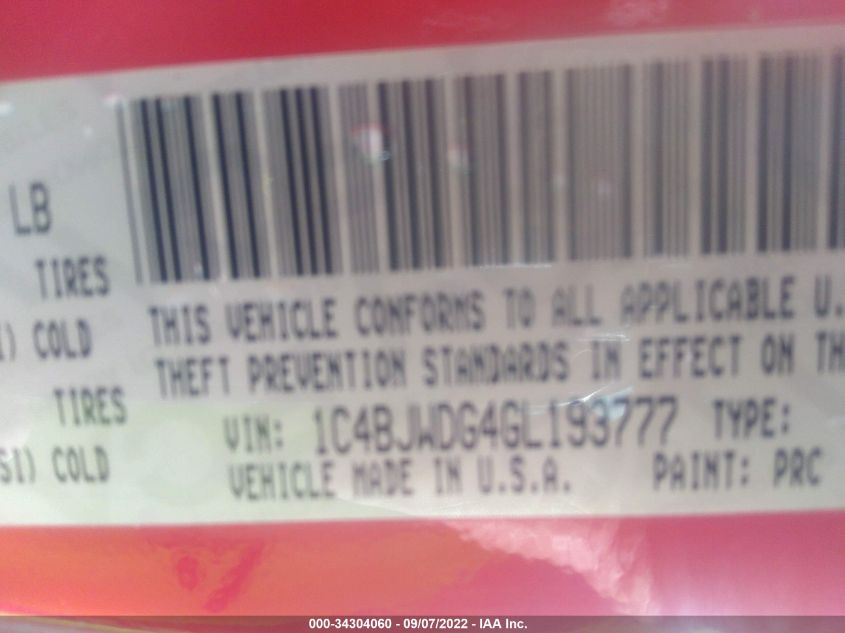 LB
TIRES
I) COLD
TIRES
SI) COLD
THIS VEHICLE CONFORMS TO ALL APPLICABLE U.
THEFT PREVENTION STANDARDS IN EFFECT ON TH
VIN: 1C4BJWDG4GL193777 TYPE:
VEHICLE MADE IN U.S.A. PAINT: PRC
000-34304060 - 09/07/2022 - IAA Inc.